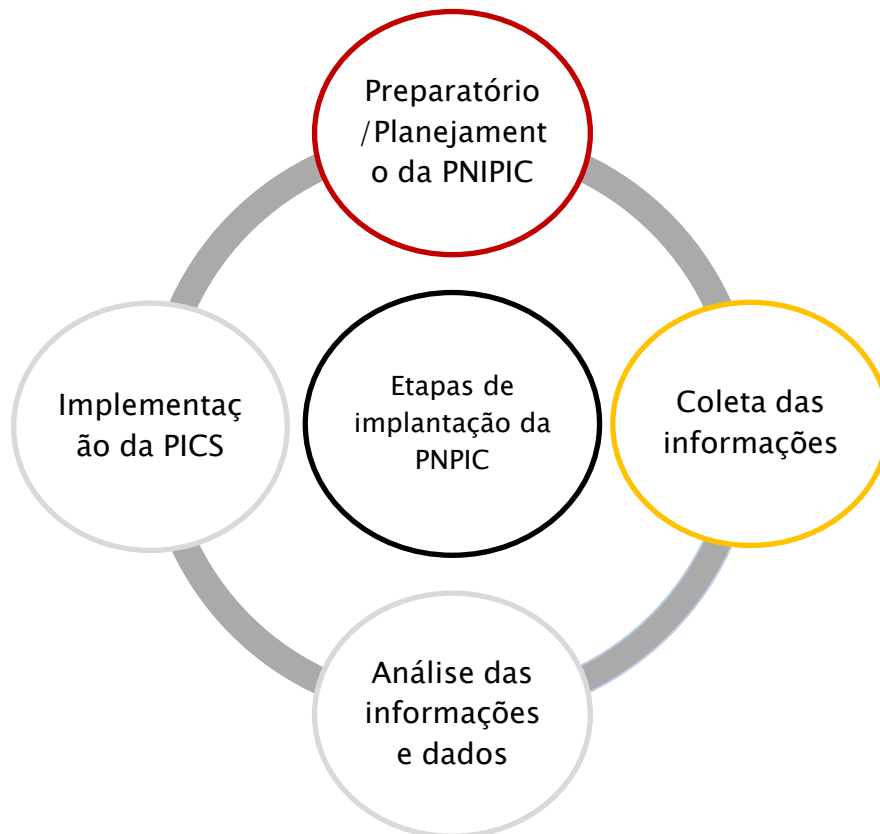 Preparatório
/Planejament
o da PNIPIC
Implementaç
ão da PICS
Etapas de
implantação da
PNPIC
Coleta das
informações
Análise das
informações
e dados